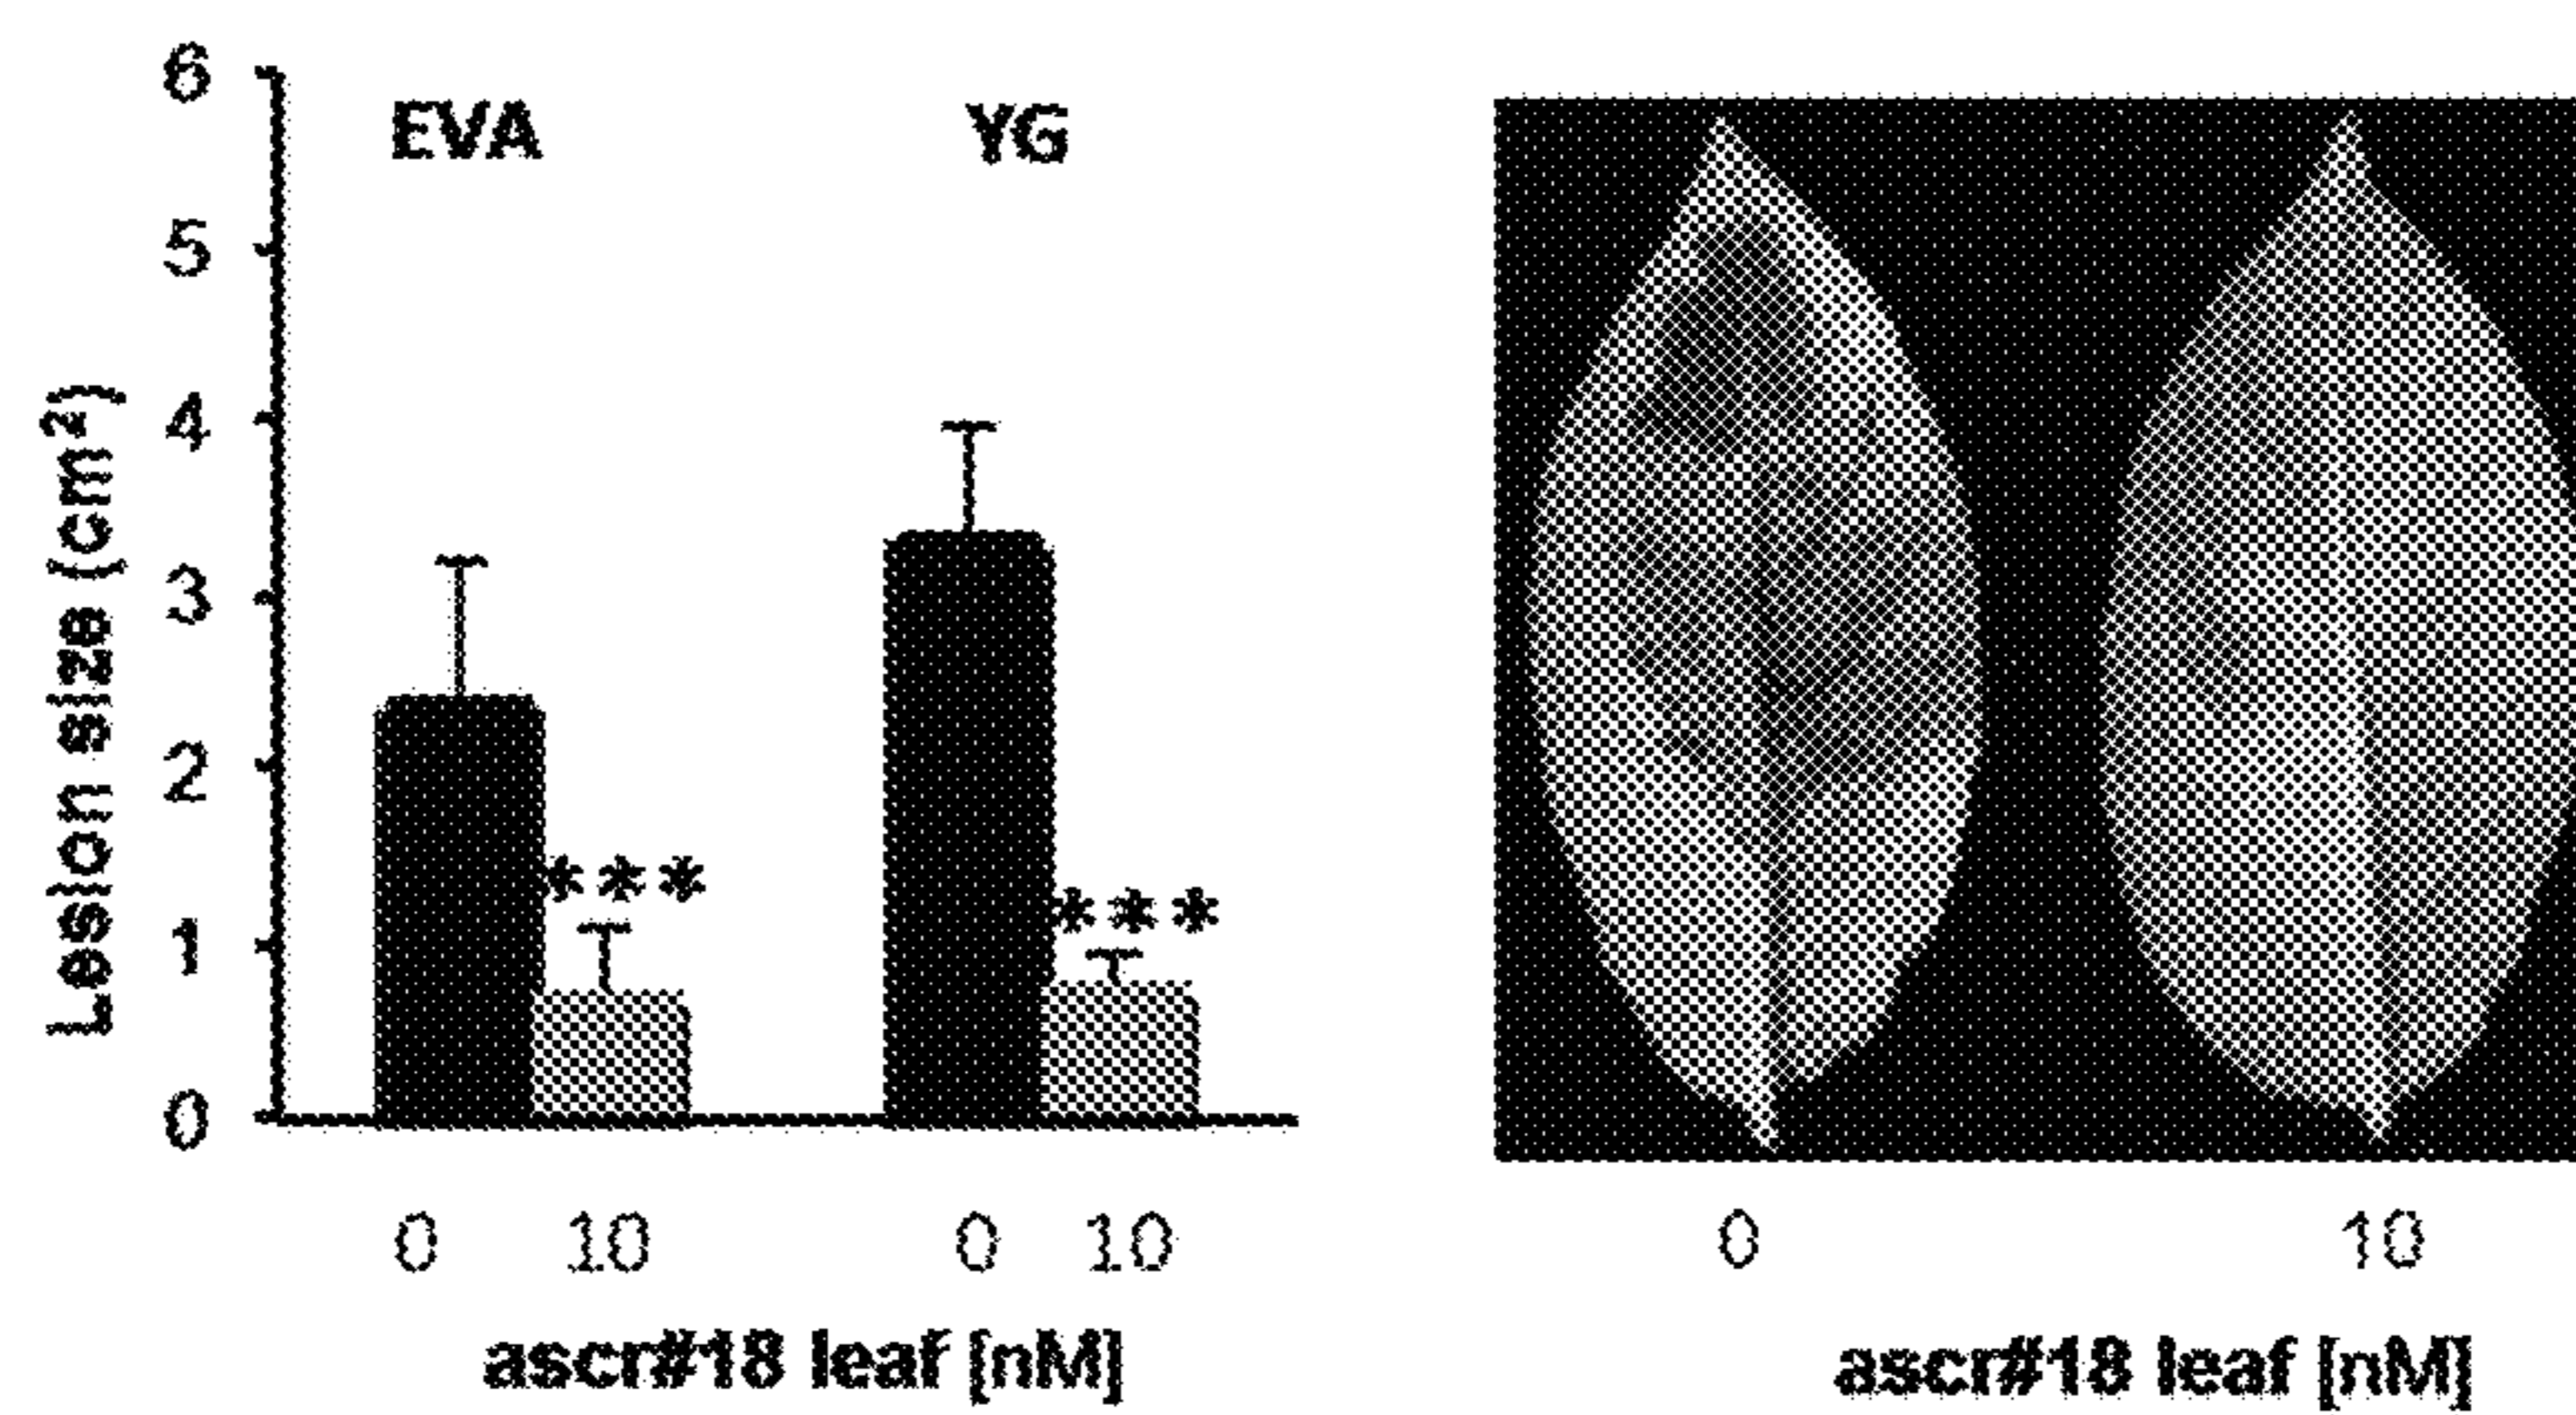 6
EVA
YG
5
4
3
2
1
0
Lesion size (cm²)
***
***
0 10 0 10
ascr#18 leaf [nM]
0 10
ascr#18 leaf [nM]